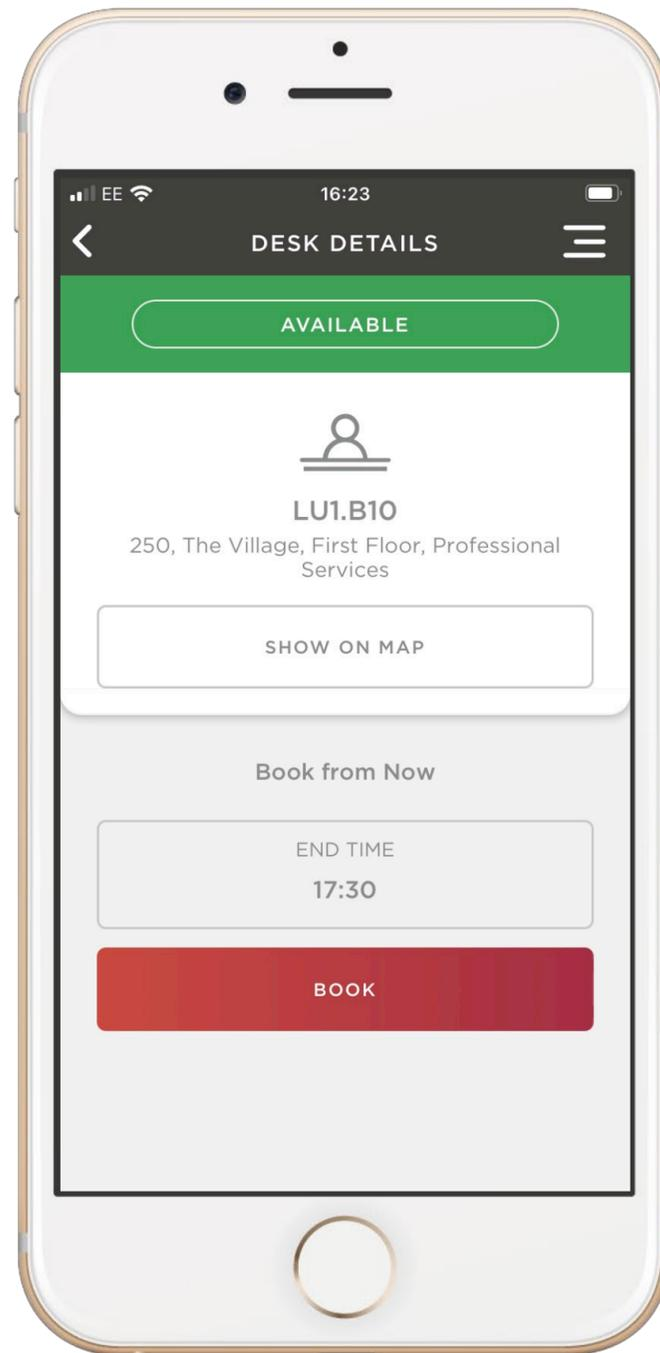 EE
16:23
DESK DETAILS
AVAILABLE
LU1.B10
250, The Village, First Floor, Professional
Services
SHOW ON MAP
Book from Now
END TIME
17:30
BOOK